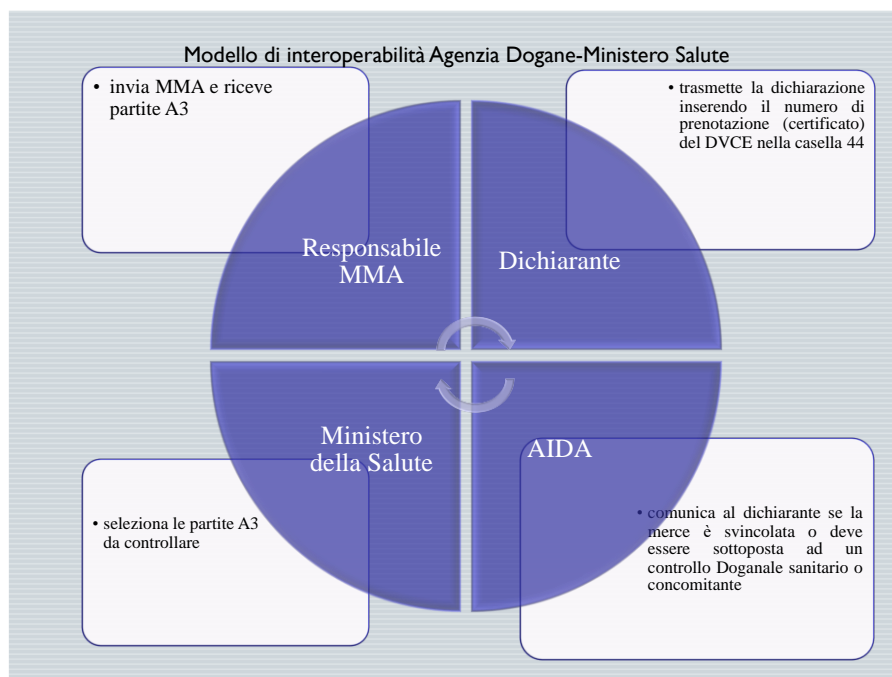 Modello di interoperabilità Agenzia Dogane-Ministero Salute
• invia MMA e riceve
partite A3
• trasmette la dichiarazione
inserendo il numero di
prenotazione (certificato)
del DVCE nella casella 44
Responsabile
MMA
Dichiarante
Ministero
della Salute
AIDA
• seleziona le partite A3
da controllare
• comunica al dichiarante se la
merce è svincolata o deve
essere sottoposta ad un
controllo Doganale sanitario o
concomitante